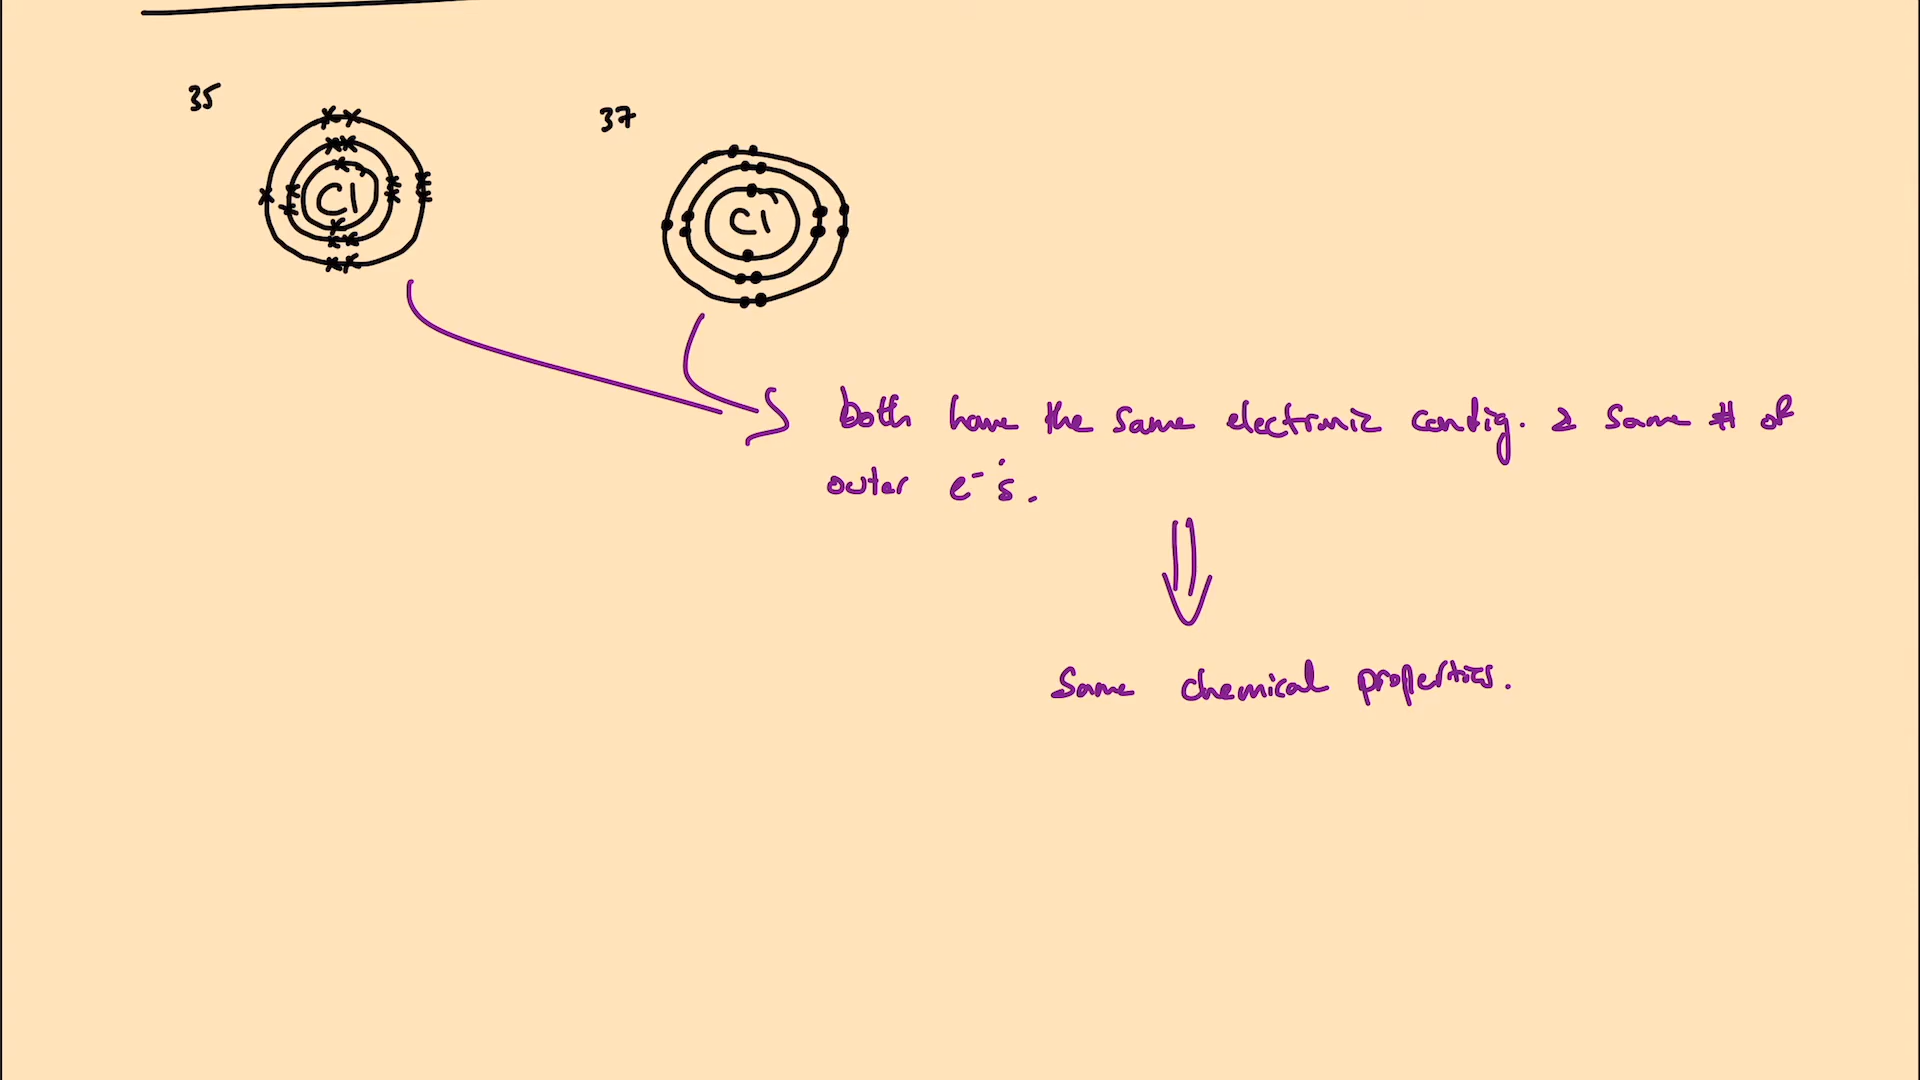 35
37
Cl
Cl
both have the same electronic config. & same # of
outer e⁻'s.
Same chemical properties.